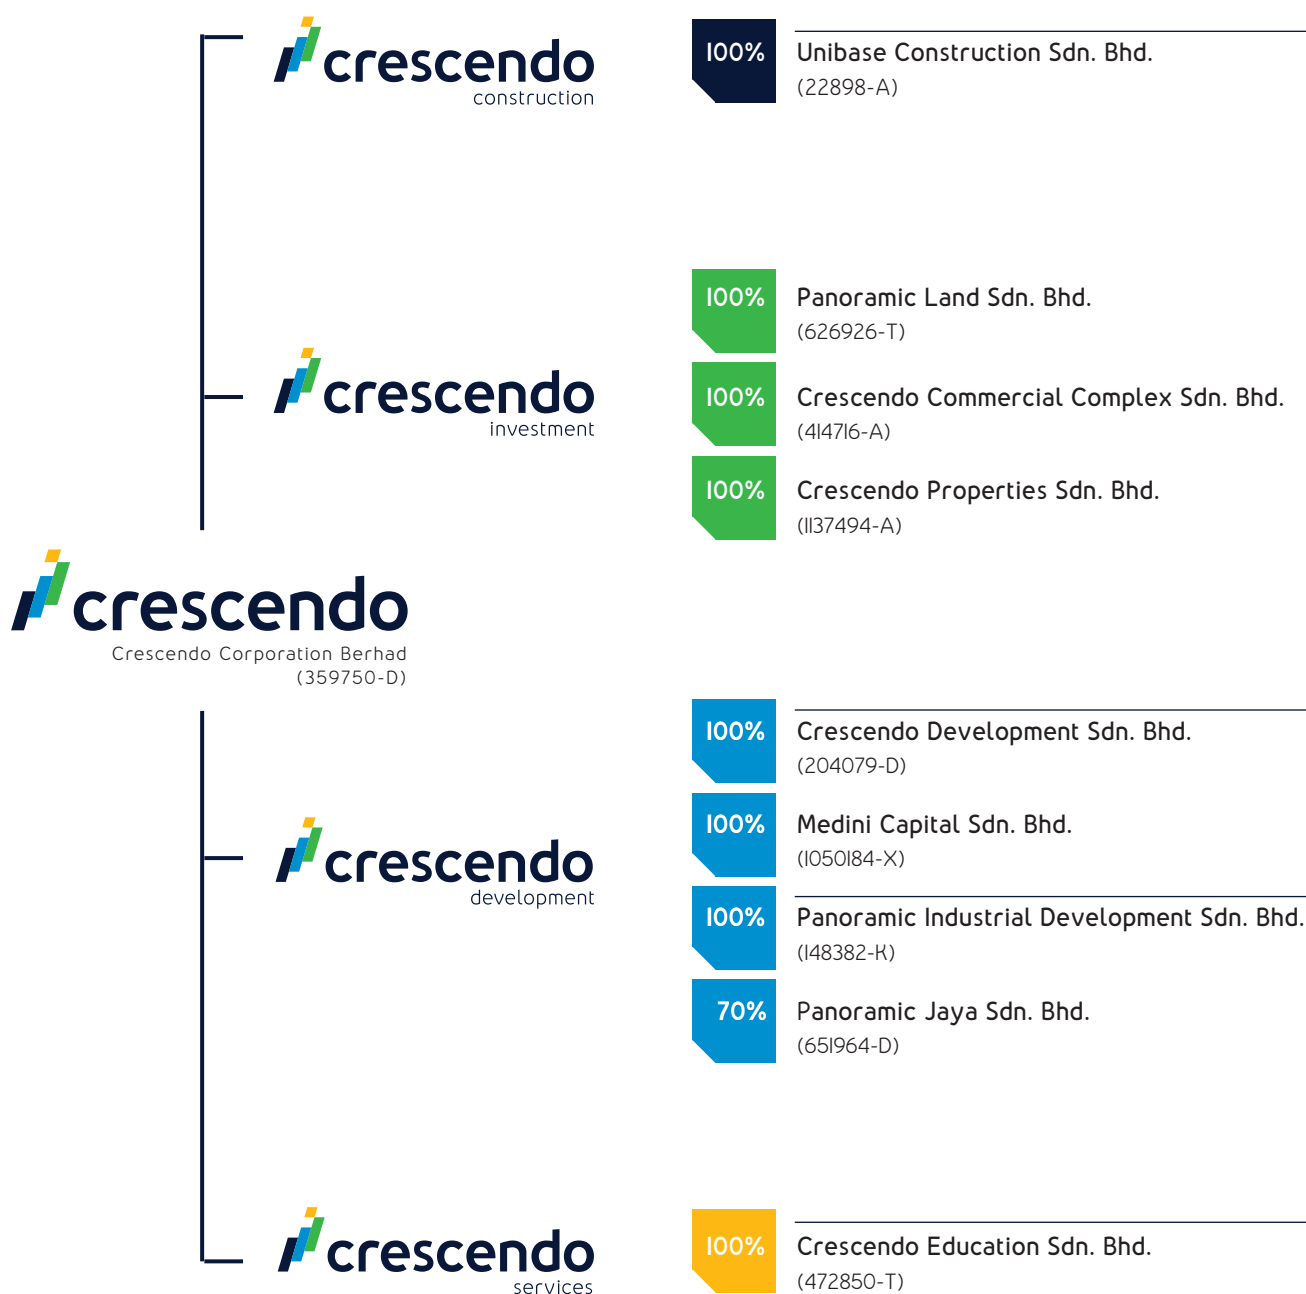 crescendo
construction
100%
Unibase Construction Sdn. Bhd.
(22898-A)
crescendo
investment
100%
Panoramic Land Sdn. Bhd.
(626926-T)
100%
Crescendo Commercial Complex Sdn. Bhd.
(414716-A)
100%
Crescendo Properties Sdn. Bhd.
(1137494-A)
crescendo
Crescendo Corporation Berhad
(359750-D)
crescendo
development
100%
Crescendo Development Sdn. Bhd.
(204079-D)
100%
Medini Capital Sdn. Bhd.
(1050184-X)
100%
Panoramic Industrial Development Sdn. Bhd.
(148382-K)
70%
Panoramic Jaya Sdn. Bhd.
(651964-D)
crescendo
services
100%
Crescendo Education Sdn. Bhd.
(472850-T)